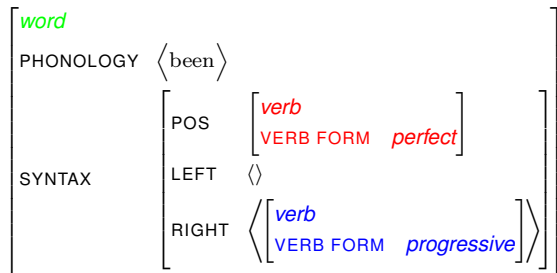 word
PHONOLOGY ⟨been⟩
SYNTAX
POS
verb
VERB FORM perfect
LEFT ⟨⟩
RIGHT
verb
VERB FORM progressive